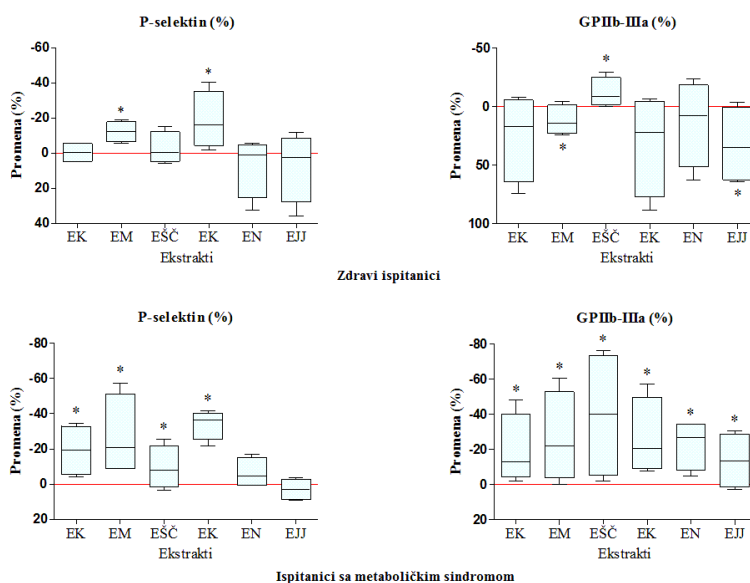 P-selektin (%)
Promena (%)
-60
-40
-20
0
20
40
*
*
EK EM EŠČ EK EN EJJ
Ekstrakti
GPIIb-IIIa (%)
Promena (%)
-50
0
50
100
*
*
*
EK EM EŠČ EK EN EJJ
Ekstrakti
Zdravi ispitanici
P-selektin (%)
Promena (%)
-80
-60
-40
-20
0
20
*
*
*
*
EK EM EŠČ EK EN EJJ
Ekstrakti
GPIIb-IIIa (%)
Promena (%)
-80
-60
-40
-20
0
20
*
*
*
*
*
*
EK EM EŠČ EK EN EJJ
Ekstrakti
Ispitanici sa metaboličkim sindromom